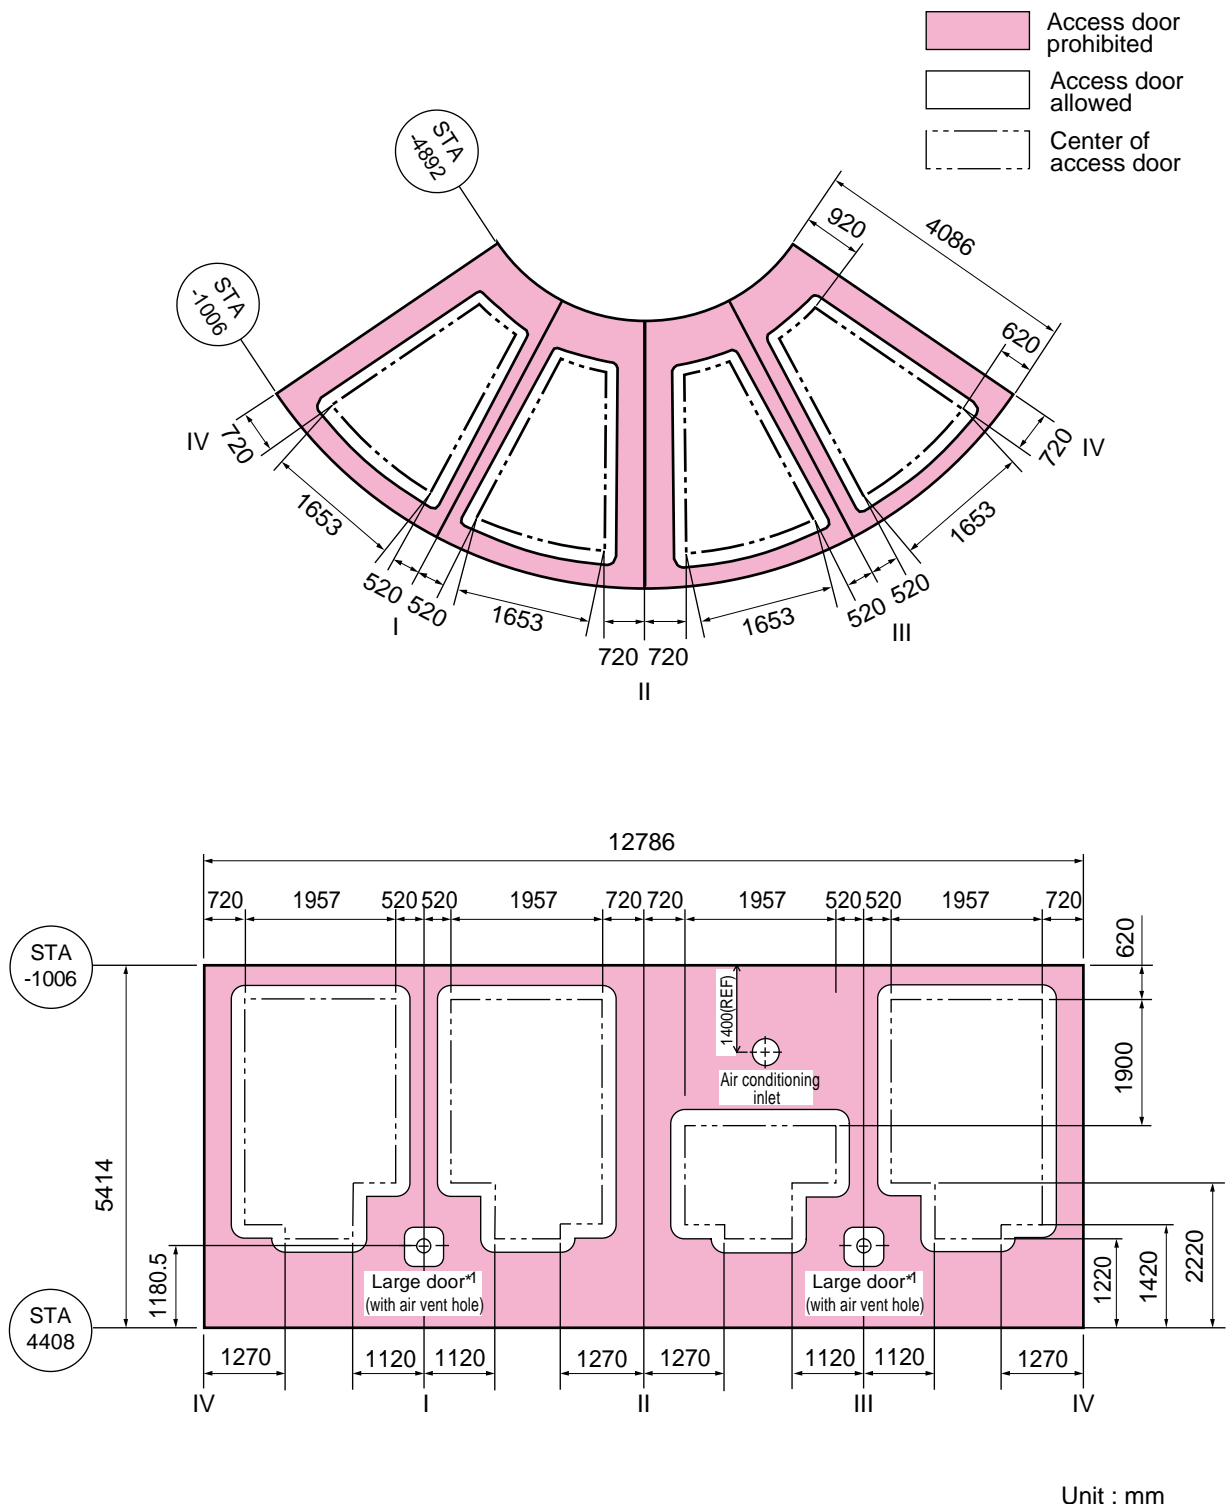 Access door
prohibited
Access door
allowed
Center of
access door
STA
-4892
STA
-1006
920
4086
620
IV
720
1653
520
520
I
1653
720
720
II
1653
520
520
III
1653
720
IV
12786
720
1957
520
520
1957
720
720
1957
520
520
1957
720
STA
-1006
620
1400(REF)
Air conditioning
inlet
1900
5414
1180.5
Large door*1
(with air vent hole)
Large door*1
(with air vent hole)
1220
1420
2220
STA
4408
1270
1120
1120
1270
1270
1120
1120
1270
IV
I
II
III
IV
Unit : mm